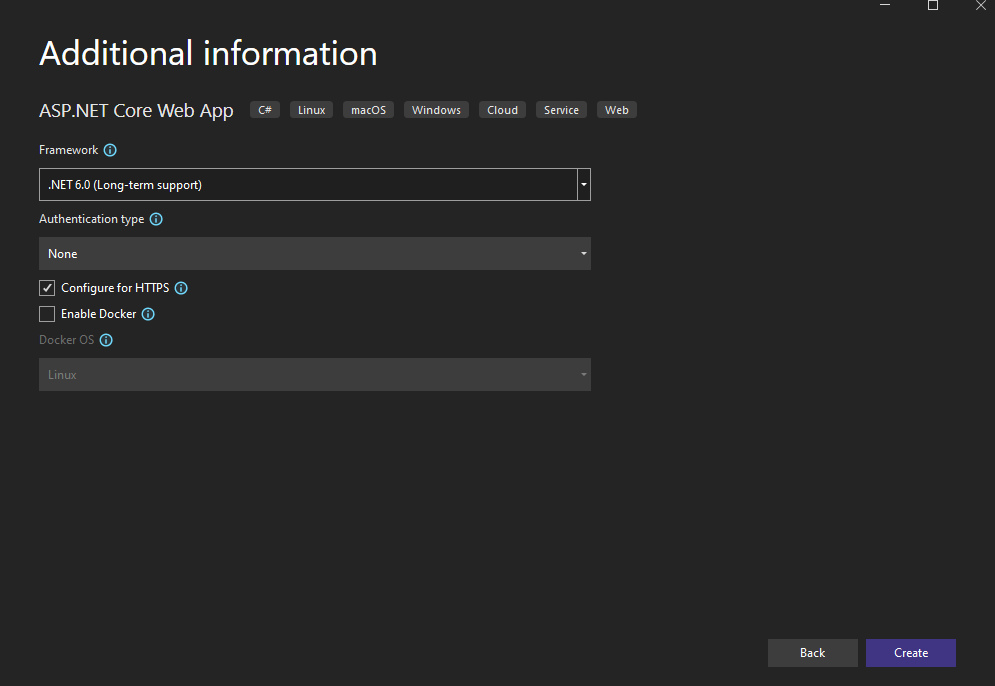 Additional information
ASP.NET Core Web App C# Linux macOS Windows Cloud Service Web
Framework
.NET 6.0 (Long-term support)
Authentication type
None
Configure for HTTPS
Enable Docker
Docker OS
Linux
Back Create